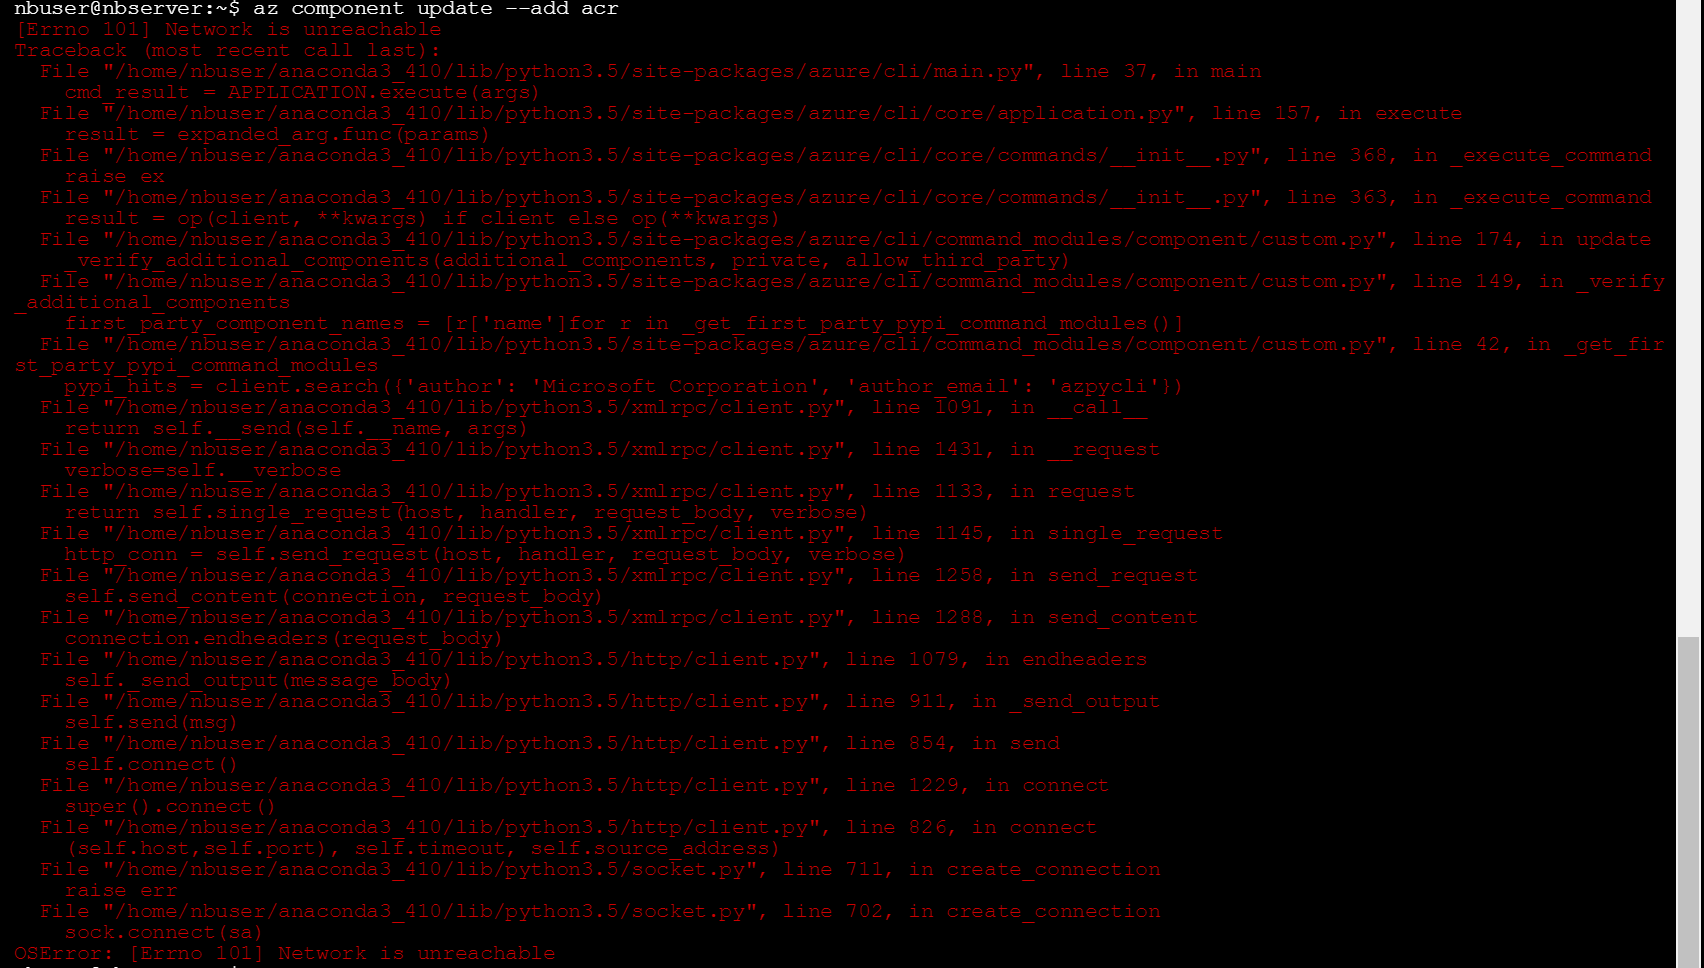 nbuser@nbserver:~$ az component update --add acr
[Errno 101] Network is unreachable
Traceback (most recent call last):
  File "/home/nbuser/anaconda3_410/lib/python3.5/site-packages/azure/cli/main.py", line 37, in main
    cmd_result = APPLICATION.execute(args)
  File "/home/nbuser/anaconda3_410/lib/python3.5/site-packages/azure/cli/core/application.py", line 157, in execute
    result = expanded_arg.func(params)
  File "/home/nbuser/anaconda3_410/lib/python3.5/site-packages/azure/cli/core/commands/__init__.py", line 368, in _execute_command
    raise ex
  File "/home/nbuser/anaconda3_410/lib/python3.5/site-packages/azure/cli/core/commands/__init__.py", line 363, in _execute_command
    result = op(client, **kwargs) if client else op(**kwargs)
  File "/home/nbuser/anaconda3_410/lib/python3.5/site-packages/azure/cli/command_modules/component/custom.py", line 174, in update
    _verify_additional_components(additional_components, private, allow_third_party)
  File "/home/nbuser/anaconda3_410/lib/python3.5/site-packages/azure/cli/command_modules/component/custom.py", line 149, in _verify
_additional_components
    first_party_component_names = [r['name']for r in _get_first_party_pypi_command_modules()]
  File "/home/nbuser/anaconda3_410/lib/python3.5/site-packages/azure/cli/command_modules/component/custom.py", line 42, in _get_fir
st_party_pypi_command_modules
    pypi_hits = client.search({'author': 'Microsoft Corporation', 'author_email': 'azpycli'})
  File "/home/nbuser/anaconda3_410/lib/python3.5/xmlrpc/client.py", line 1091, in __call__
    return self.__send(self.__name, args)
  File "/home/nbuser/anaconda3_410/lib/python3.5/xmlrpc/client.py", line 1431, in __request
    verbose=self.__verbose
  File "/home/nbuser/anaconda3_410/lib/python3.5/xmlrpc/client.py", line 1133, in request
    return self.single_request(host, handler, request_body, verbose)
  File "/home/nbuser/anaconda3_410/lib/python3.5/xmlrpc/client.py", line 1145, in single_request
    http_conn = self.send_request(host, handler, request_body, verbose)
  File "/home/nbuser/anaconda3_410/lib/python3.5/xmlrpc/client.py", line 1258, in send_request
    self.send_content(connection, request_body)
  File "/home/nbuser/anaconda3_410/lib/python3.5/xmlrpc/client.py", line 1288, in send_content
    connection.endheaders(request_body)
  File "/home/nbuser/anaconda3_410/lib/python3.5/http/client.py", line 1079, in endheaders
    self._send_output(message_body)
  File "/home/nbuser/anaconda3_410/lib/python3.5/http/client.py", line 911, in _send_output
    self.send(msg)
  File "/home/nbuser/anaconda3_410/lib/python3.5/http/client.py", line 854, in send
    self.connect()
  File "/home/nbuser/anaconda3_410/lib/python3.5/http/client.py", line 1229, in connect
    super().connect()
  File "/home/nbuser/anaconda3_410/lib/python3.5/http/client.py", line 826, in connect
    (self.host,self.port), self.timeout, self.source_address)
  File "/home/nbuser/anaconda3_410/lib/python3.5/socket.py", line 711, in create_connection
    raise err
  File "/home/nbuser/anaconda3_410/lib/python3.5/socket.py", line 702, in create_connection
    sock.connect(sa)
OSError: [Errno 101] Network is unreachable